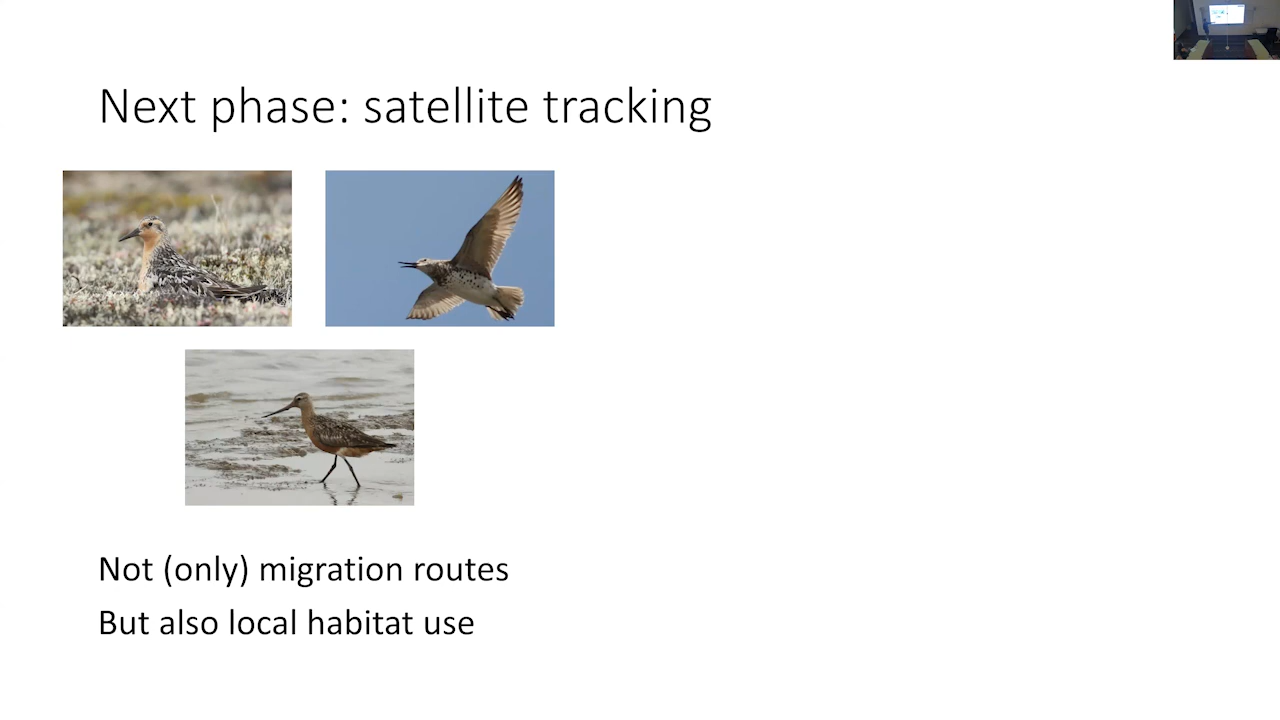 Next phase: satellite tracking
Not (only) migration routes
But also local habitat use